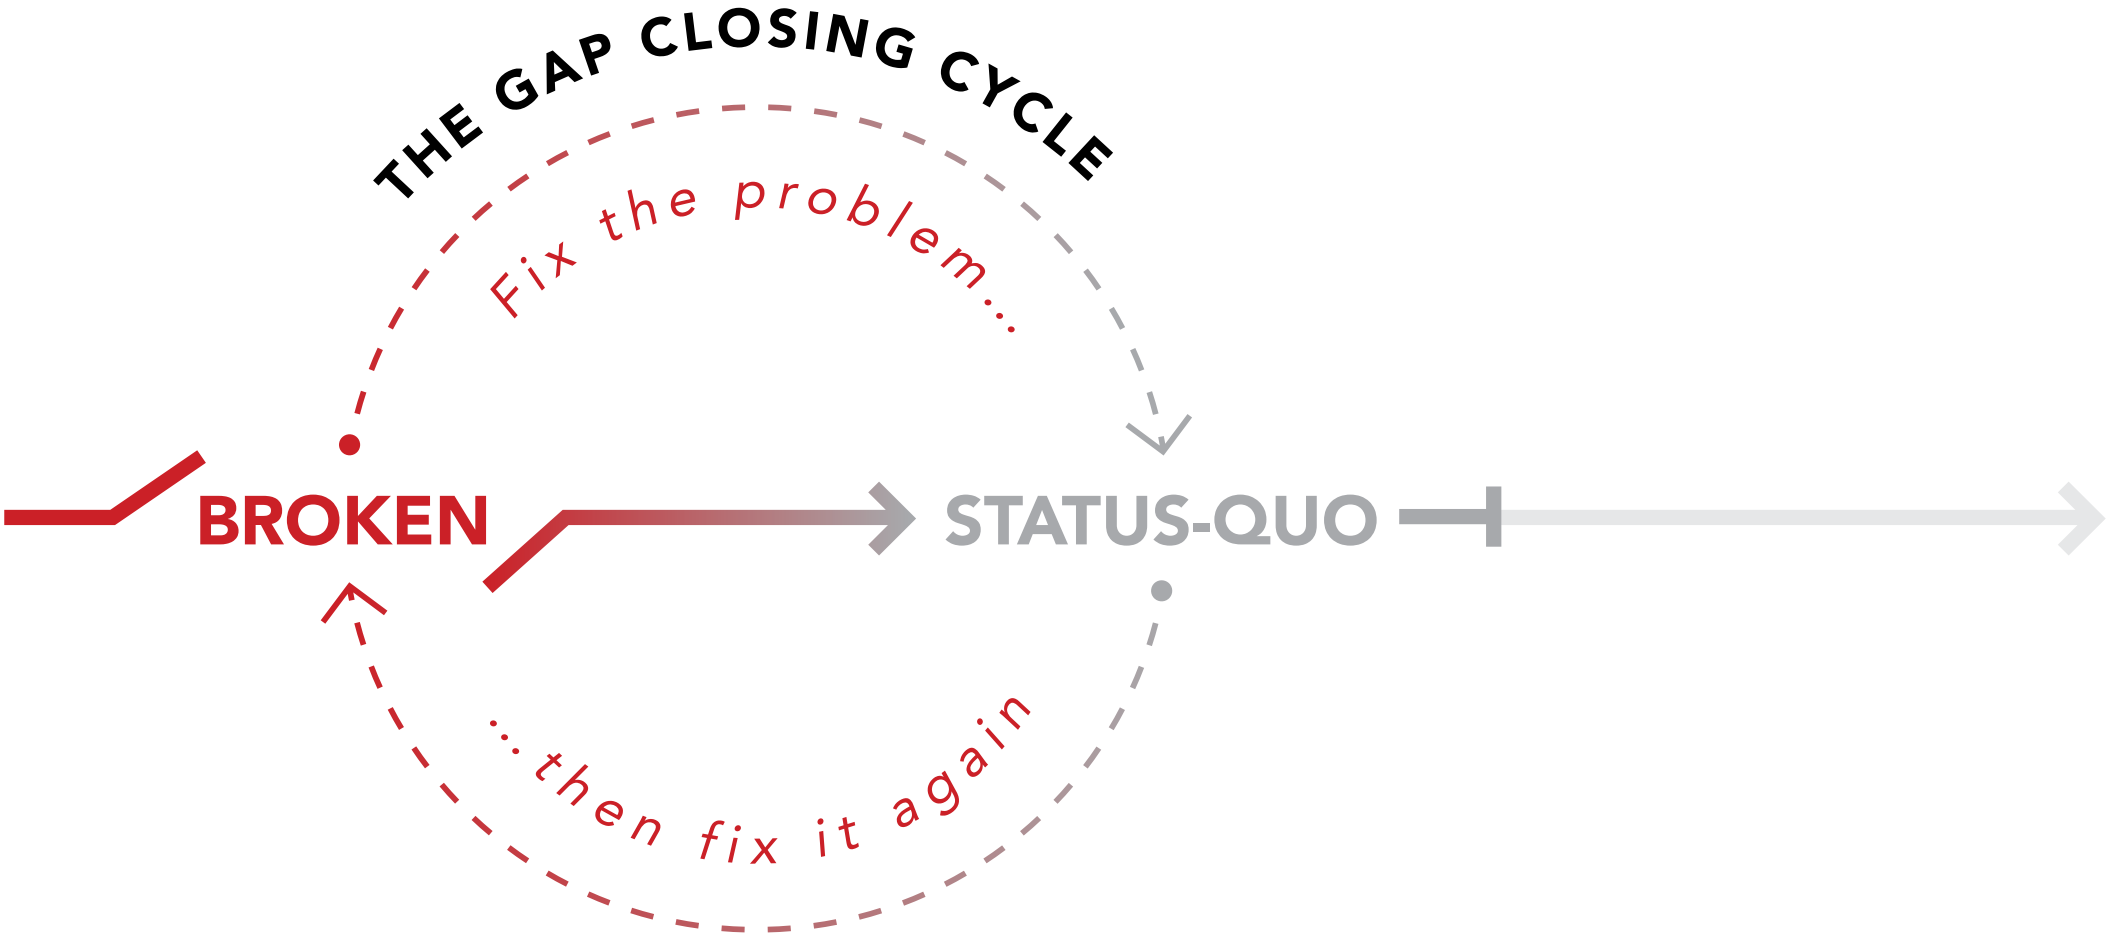 THE GAP CLOSING CYCLE
Fix the problem...
BROKEN
STATUS-QUO
...then fix it again